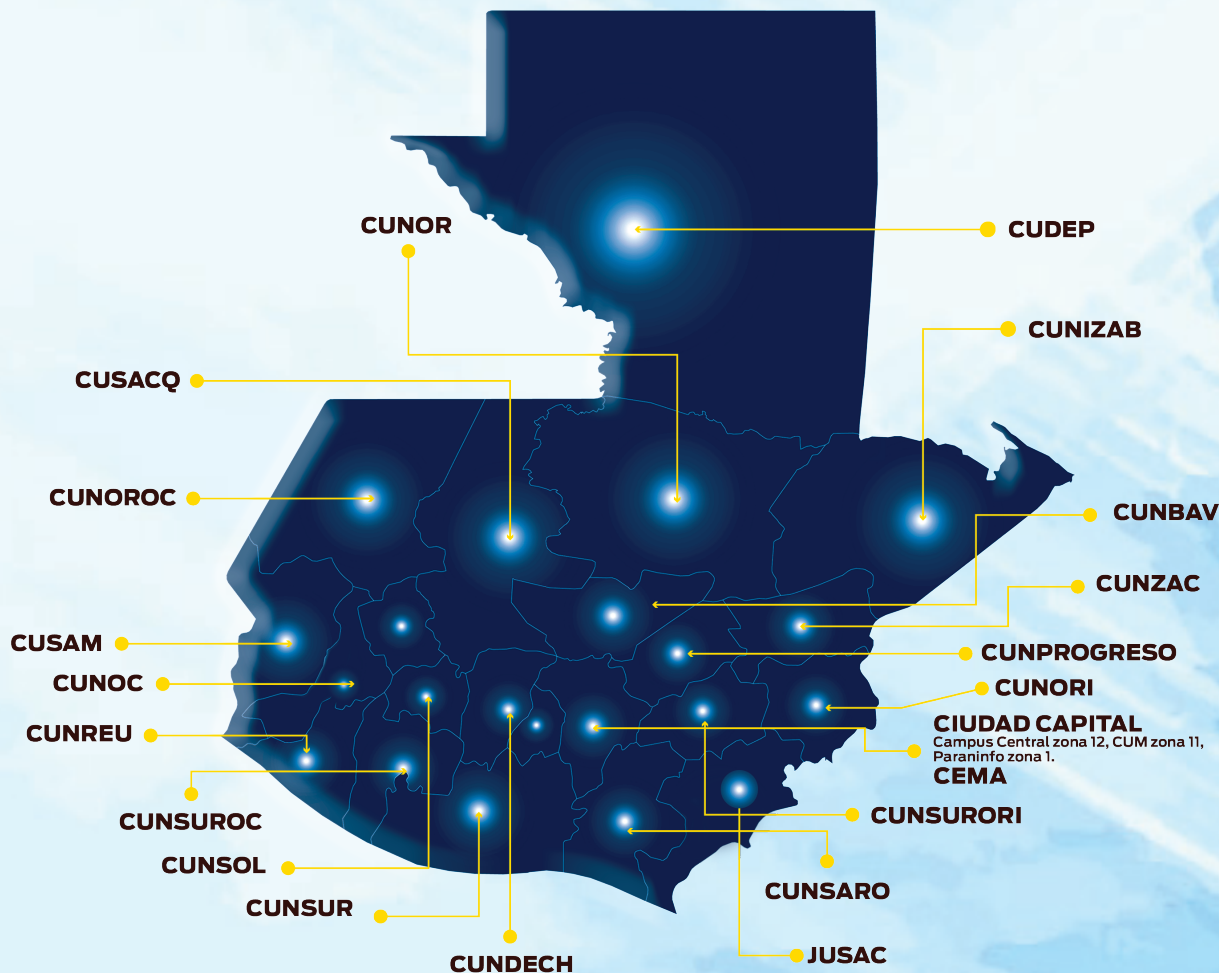 CUNOR
CUDEP
CUNIZAB
CUSACQ
CUNOROC
CUNBAV
CUNZAC
CUSAM
CUNPROGRESO
CUNOC
CUNORI
CUNREU
CIUDAD CAPITAL
Campus Central zona 12, CUM zona 11,
Paraninfo zona 1.
CEMA
CUNSUROC
CUNSURORI
CUNSOL
CUNSARO
CUNSUR
CUNDECH
JUSAC